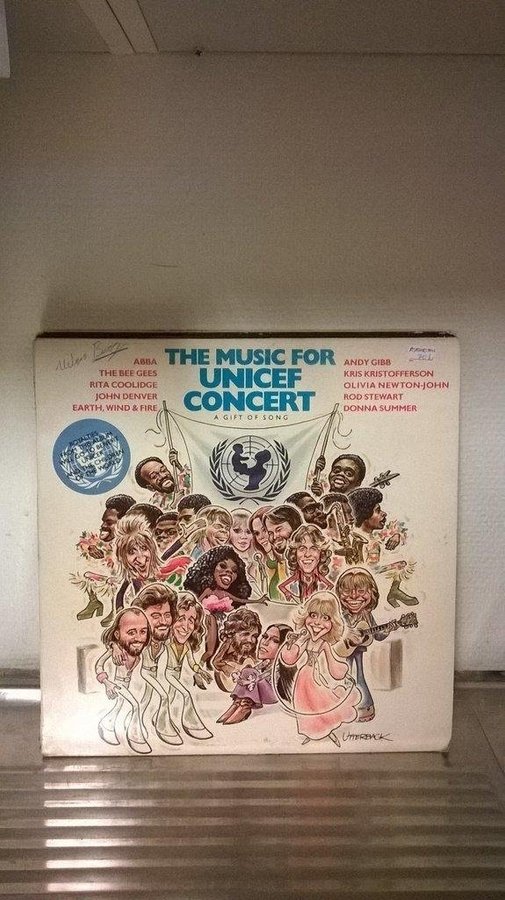 THE MUSIC FOR
UNICEF
CONCERT
A GIFT OF SONG
ABBA
THE BEE GEES
RITA COOLIDGE
JOHN DENVER
EARTH, WIND & FIRE
ANDY GIBB
KRIS KRISTOFFERSON
OLIVIA NEWTON-JOHN
ROD STEWART
DONNA SUMMER
UTTERBACK